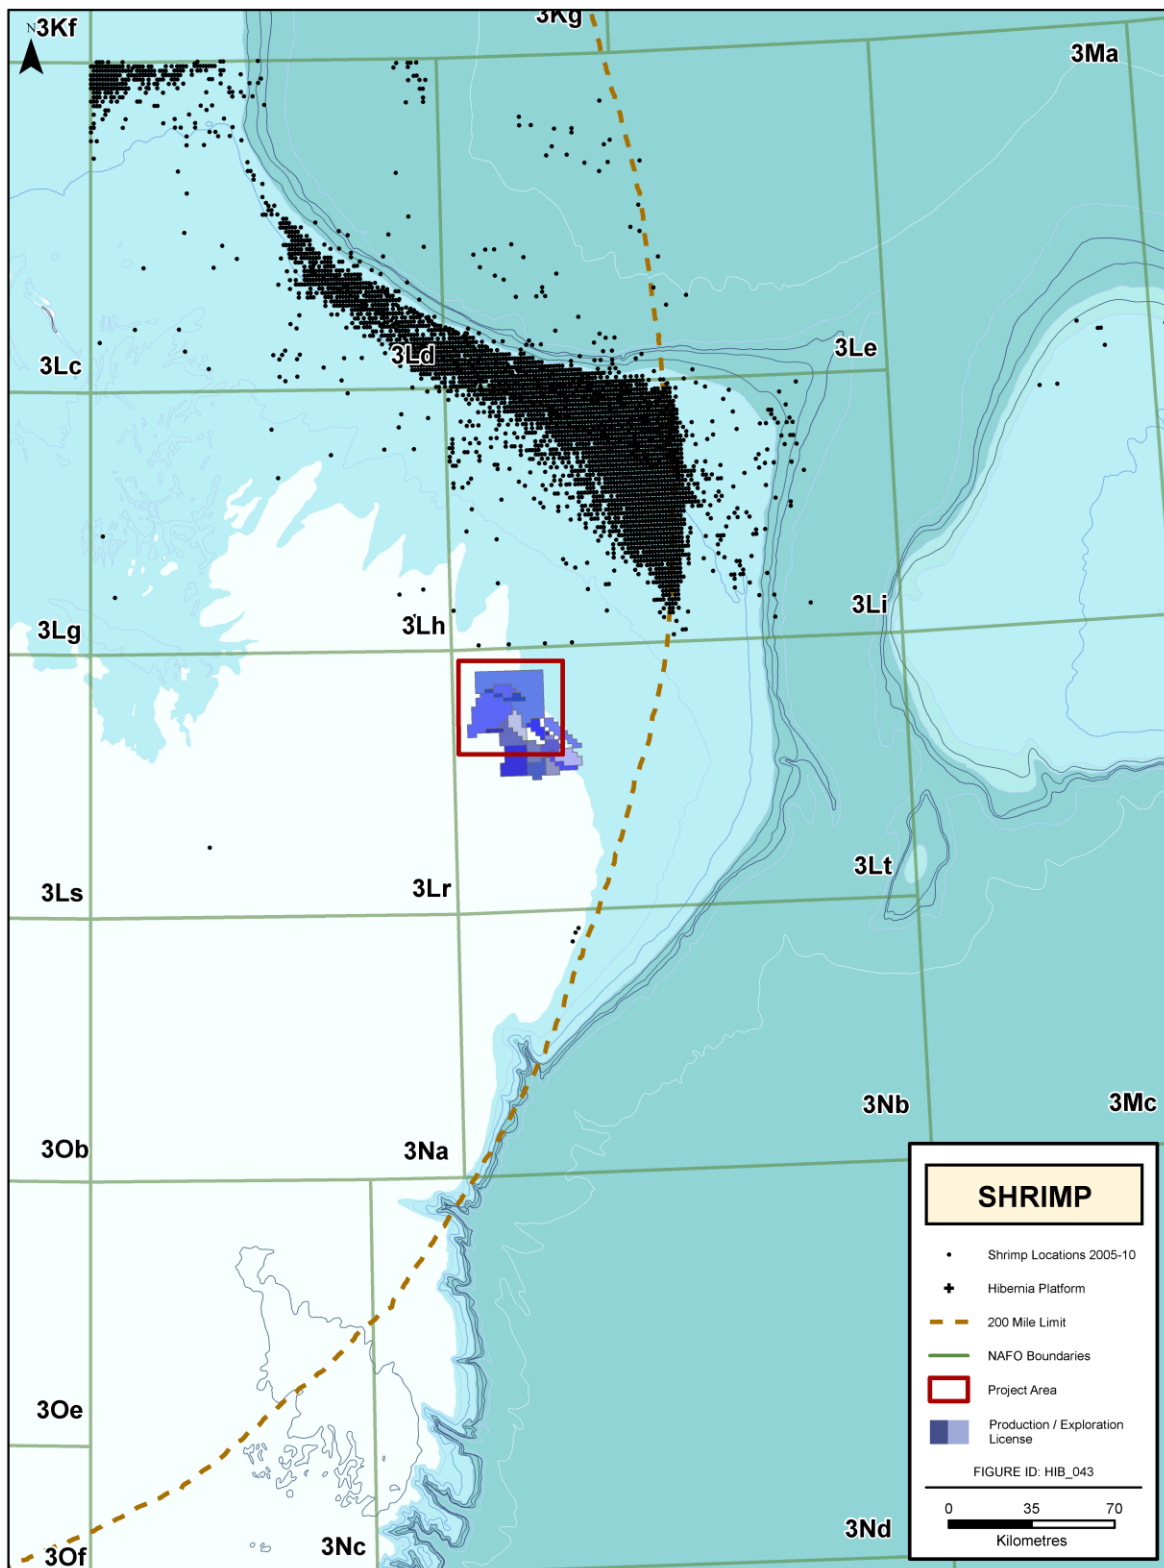 3Kf
3Kg
N
3Ma
3Lc
3Ld
3Le
3Lg
3Lh
3Li
3Ls
3Lr
3Lt
3Ob
3Na
3Nb
3Mc
3Oe
3Of
3Nc
3Nd
SHRIMP
Shrimp Locations 2005-10
Hibernia Platform
200 Mile Limit
NAFO Boundaries
Project Area
Production / Exploration
License
FIGURE ID: HIB_043
0 35 70
Kilometres